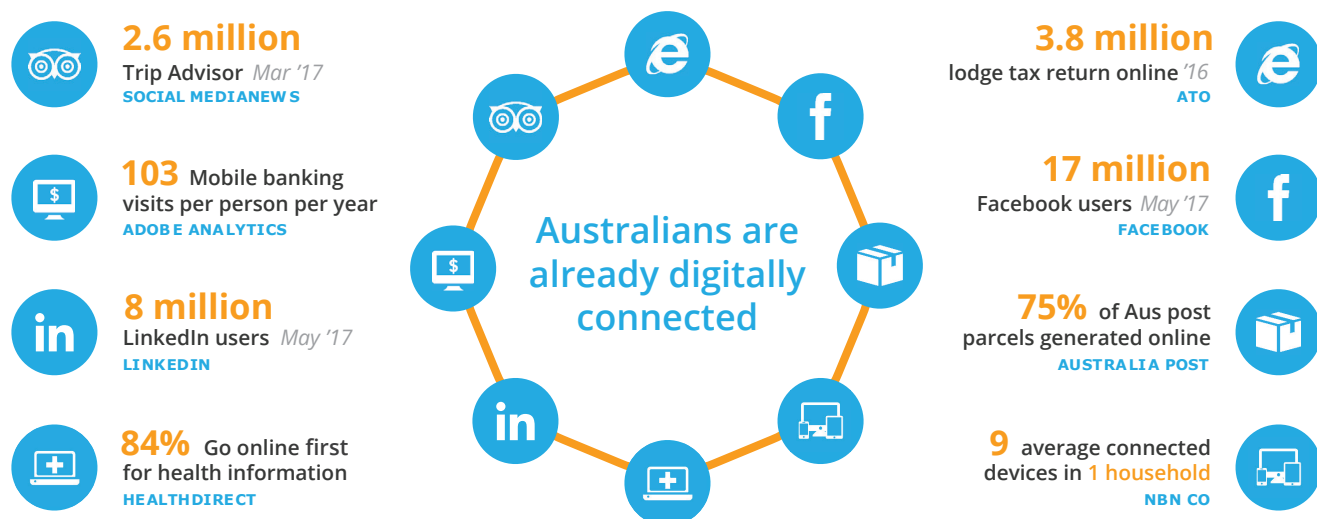 2.6 million
Trip Advisor Mar '17
SOCIAL MEDIANEWS
103 Mobile banking
visits per person per year
ADOBE ANALYTICS
in
8 million
LinkedIn users May '17
LINKEDIN
84% Go online first
for health information
HEALTHDIRECT
e
f
$
in
Australians are
already digitally
connected
3.8 million
lodge tax return online '16
ATO
e
17 million
Facebook users May '17
FACEBOOK
f
75% of Aus post
parcels generated online
AUSTRALIA POST
9 average connected
devices in 1 household
NBN CO
$